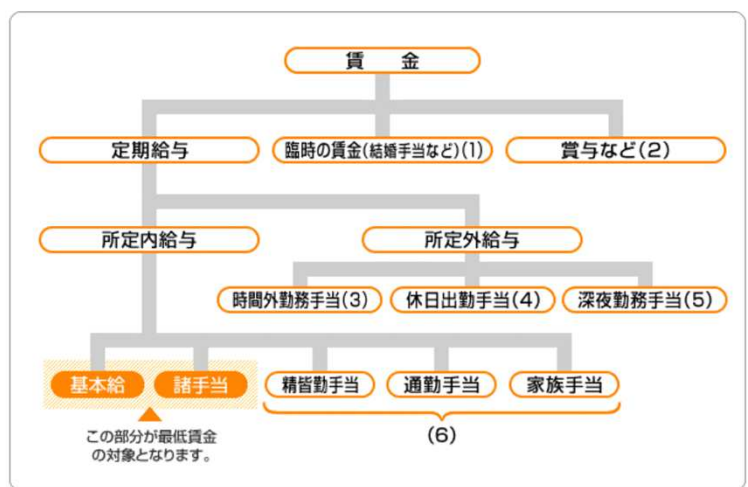 賃　金
定期給与
臨時の賃金(結婚手当など)(1)
賞与など(2)
所定内給与
所定外給与
時間外勤務手当(3)
休日出勤手当(4)
深夜勤務手当(5)
基本給
諸手当
精皆勤手当
通勤手当
家族手当
この部分が最低賃金
の対象となります。
(6)